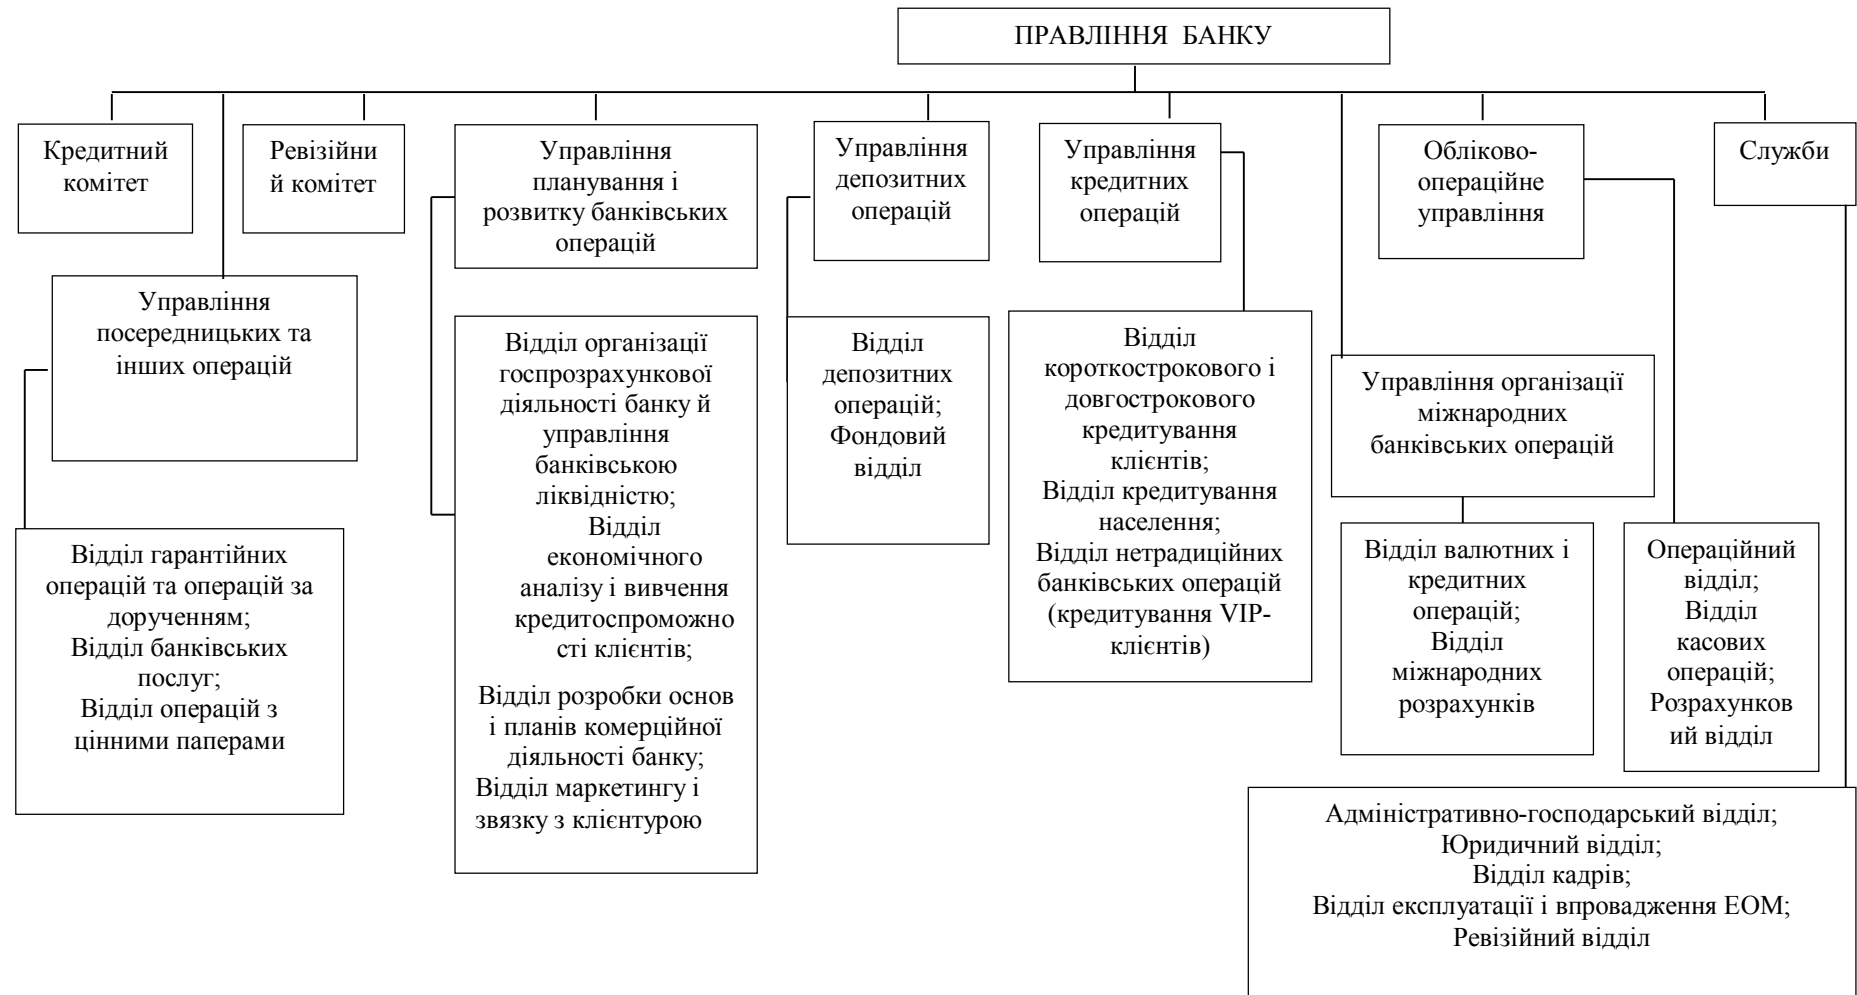 ПРАВЛІННЯ БАНКУ
Кредитний
комітет
Ревізійни
й комітет
Управління
планування і
розвитку банківських
операцій
Управління
депозитних
операцій
Управління
кредитних
операцій
Обліково-
операційне
управління
Служби
Управління
посередницьких та
інших операцій
Відділ організації
госпрозрахункової
діяльності банку й
управління
банківською
ліквідністю;
Відділ
економічного
аналізу і вивчення
кредитоспроможно
сті клієнтів;
Відділ розробки основ
і планів комерційної
діяльності банку;
Відділ маркетингу і
звязку з клієнтурою
Відділ
депозитних
операцій;
Фондовий
відділ
Відділ
короткострокового і
довгострокового
кредитування
клієнтів;
Відділ кредитування
населення;
Відділ нетрадиційних
банківських операцій
(кредитування VIP-
клієнтів)
Управління організації
міжнародних
банківських операцій
Відділ гарантійних
операцій та операцій за
дорученням;
Відділ банківських
послуг;
Відділ операцій з
цінними паперами
Відділ валютних і
кредитних
операцій;
Відділ
міжнародних
розрахунків
Операційний
відділ;
Відділ
касових
операцій;
Розрахунков
ий відділ
Адміністративно-господарський відділ;
Юридичний відділ;
Відділ кадрів;
Відділ експлуатації і впровадження ЕОМ;
Ревізійний відділ